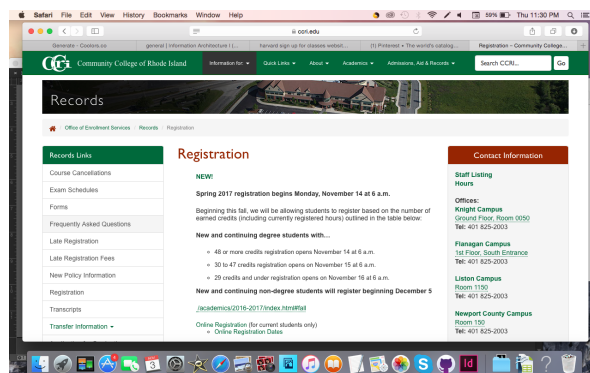 Safari File Edit View History Bookmarks Window Help
59% Thu 11:30 PM
ccri.edu
Generate - Coolors.co
general | Information Architecture I |...
harvard sign up for classes websit...
(1) Pinterest • The world's catalog...
Registration – Community College...
Community College of Rhode Island
Information for:
Quick Links
About
Academics
Admissions, Aid & Records
Search CCRI...
Go
Records
/ Office of Enrollment Services / Records / Registration
Records Links
Course Cancellations
Exam Schedules
Forms
Frequently Asked Questions
Late Registration
Late Registration Fees
New Policy Information
Registration
Transcripts
Transfer Information
Registration
NEW!
Spring 2017 registration begins Monday, November 14 at 6 a.m.
Beginning this fall, we will be allowing students to register based on the number of
earned credits (including currently registered hours) outlined in the table below:
New and continuing degree students with…
48 or more credits registration opens November 14 at 6 a.m.
30 to 47 credits registration opens on November 15 at 6 a.m.
29 credits and under registration opens on November 16 at 6 a.m.
New and continuing non-degree students will register beginning December 5
/academics/2016-2017/index.html#fall
Online Registration (for current students only)
Online Registration Dates
Contact Information
Staff Listing
Hours
Offices:
Knight Campus
Ground Floor, Room 0050
Tel: 401 825-2003
Flanagan Campus
1st Floor, South Entrance
Tel: 401 825-2003
Liston Campus
Room 1150
Tel: 401 825-2003
Newport County Campus
Room 150
Tel: 401 825-2003